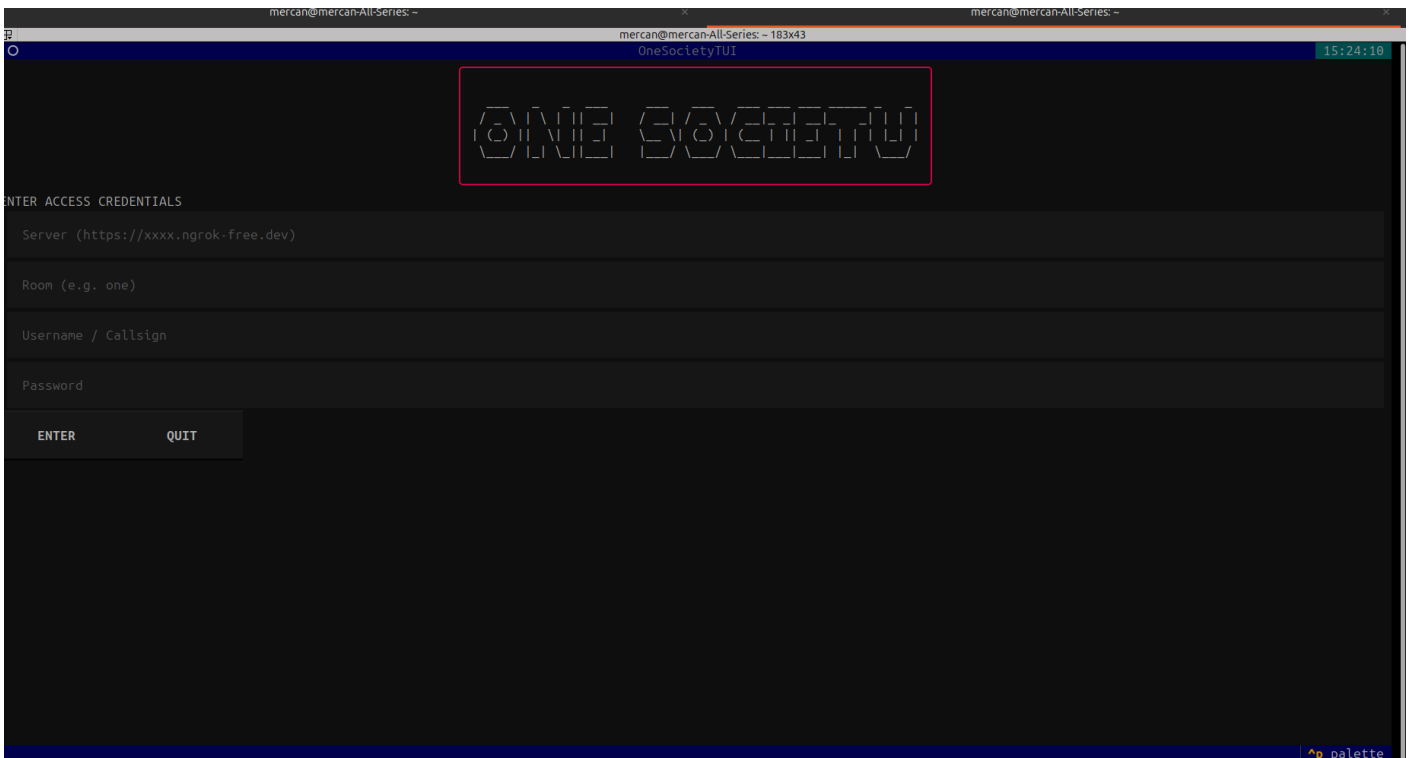 mercan@mercan-All-Series: ~ × mercan@mercan-All-Series: ~ ×
mercan@mercan-All-Series: ~ 183x43
OneSocietyTUI 15:24:10
ONE SOCIETU
ENTER ACCESS CREDENTIALS
Server (https://xxxx.ngrok-free.dev)
Room (e.g. one)
Username / Callsign
Password
ENTER QUIT
^p palette